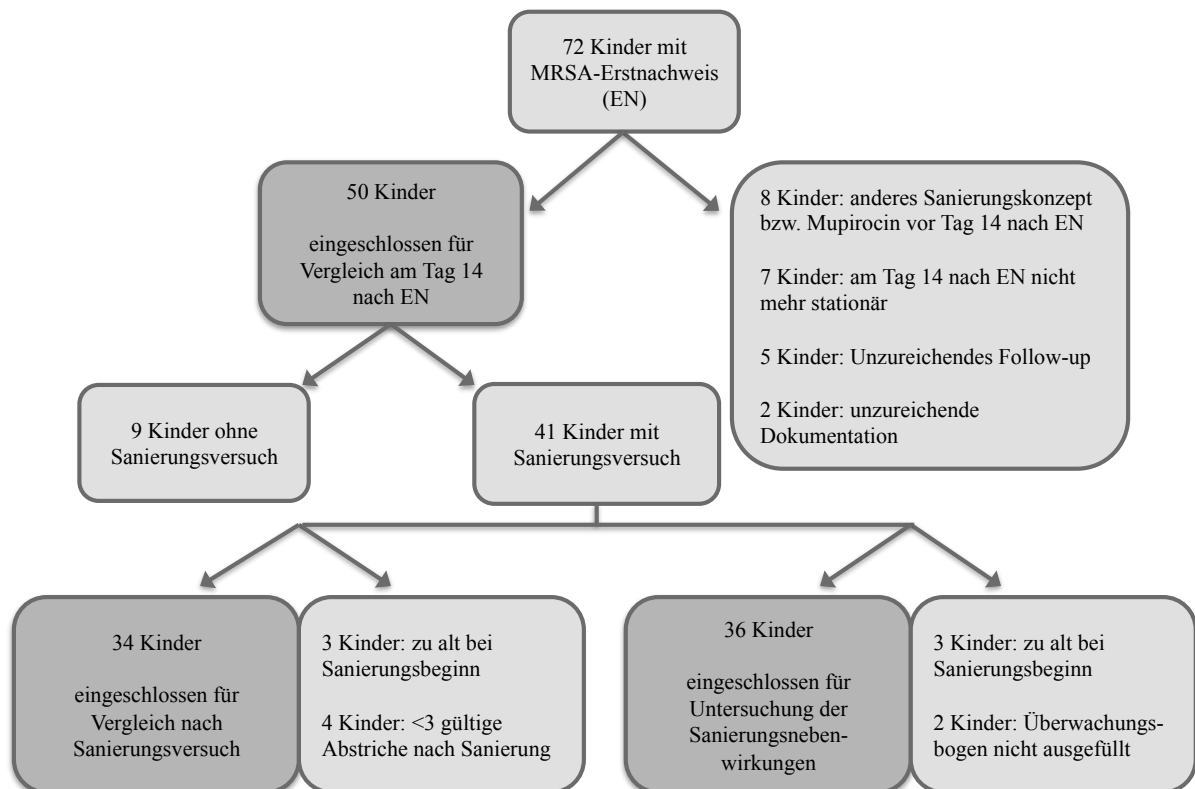 72 Kinder mit
MRSA-Erstnachweis
(EN)
50 Kinder
eingeschlossen für
Vergleich am Tag 14
nach EN
8 Kinder: anderes Sanierungskonzept
bzw. Mupirocin vor Tag 14 nach EN
7 Kinder: am Tag 14 nach EN nicht
mehr stationär
5 Kinder: Unzureichendes Follow-up
2 Kinder: unzureichende
Dokumentation
9 Kinder ohne
Sanierungsversuch
41 Kinder mit
Sanierungsversuch
34 Kinder
eingeschlossen für
Vergleich nach
Sanierungsversuch
3 Kinder: zu alt bei
Sanierungsbeginn
4 Kinder: <3 gültige
Abstriche nach Sanierung
36 Kinder
eingeschlossen für
Untersuchung der
Sanierungsneben-
wirkungen
3 Kinder: zu alt bei
Sanierungsbeginn
2 Kinder: Überwachungs-
bogen nicht ausgefüllt